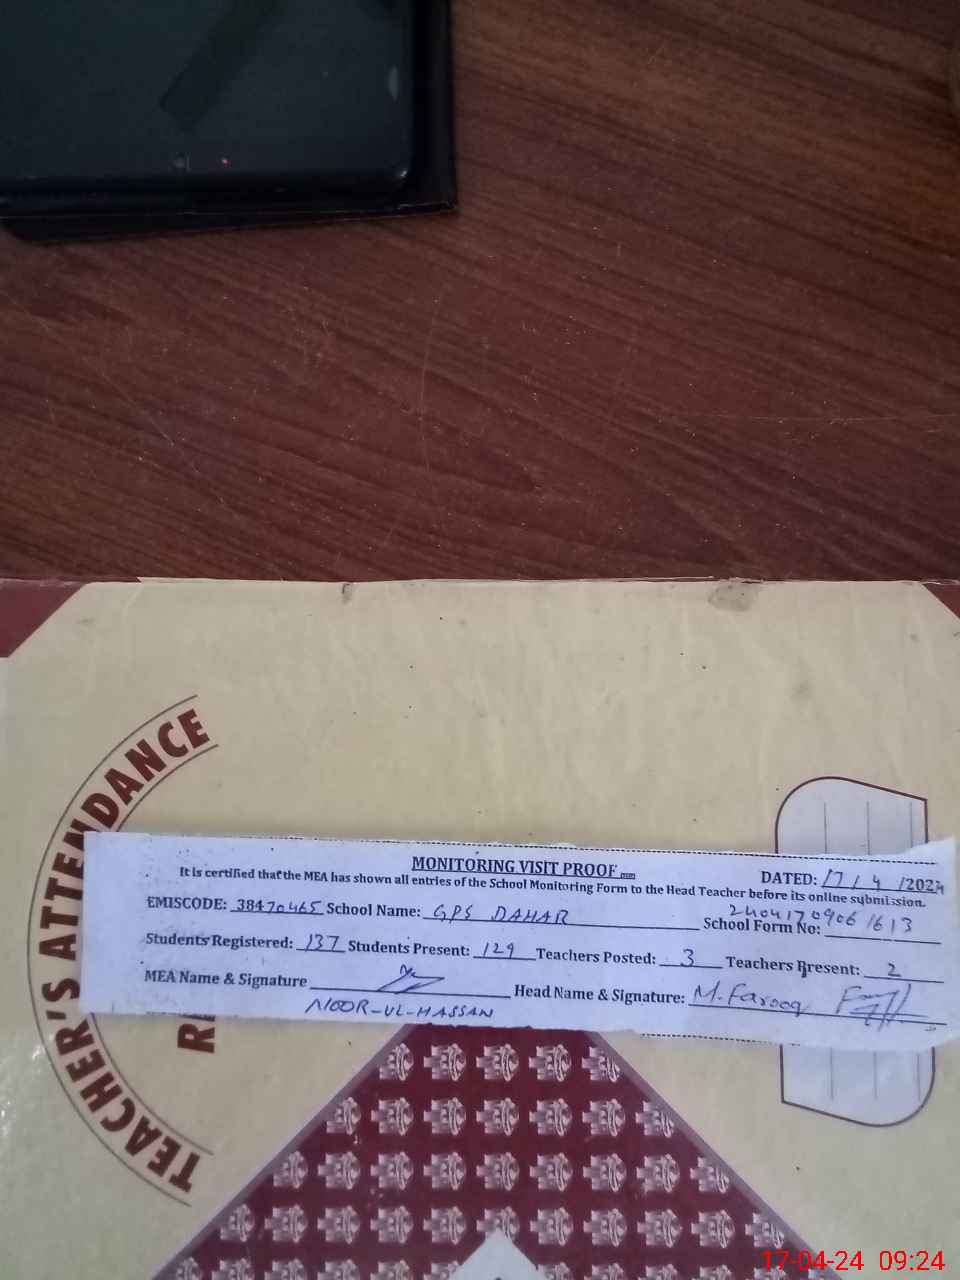 MONITORING VISIT PROOF
DATED: 17/4/2024
It is certified that the MEA has shown all entries of the School Monitoring Form to the Head Teacher before its online submission.
EMISCODE: 38470465 School Name: GPS DAHAR School Form No: 24041709061613
Students Registered: 137 Students Present: 129 Teachers Posted: 3 Teachers Present: 2
MEA Name & Signature Head Name & Signature: M. Farooq
NOOR-UL-HASSAN
TEACHER'S ATTENDANCE
17-04-24 09:24